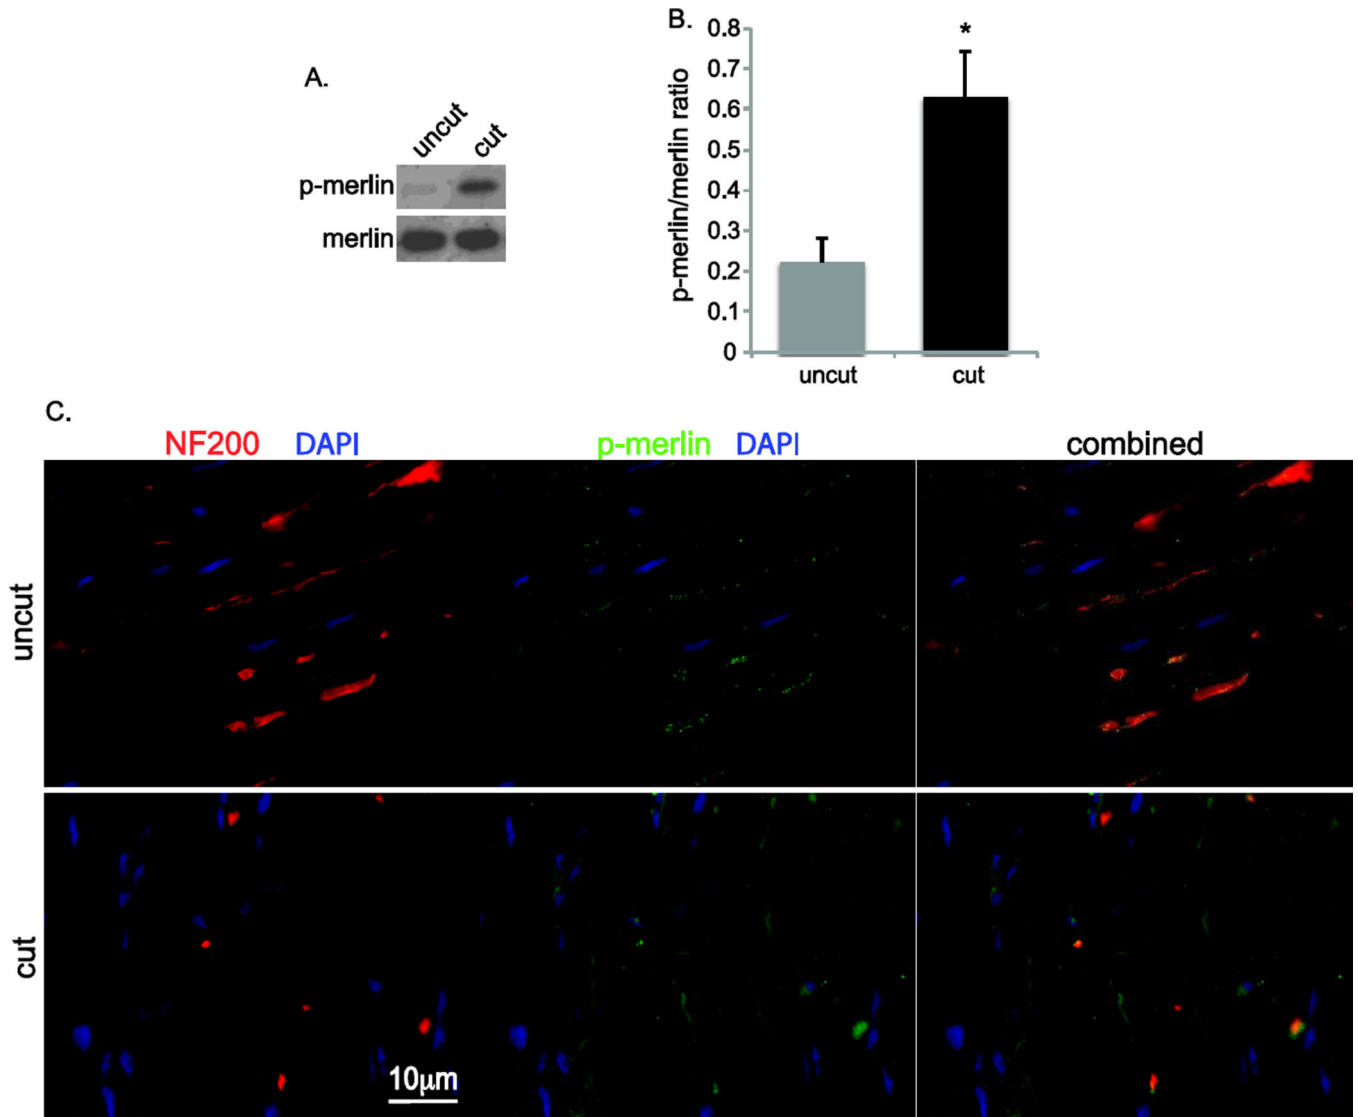 A.
uncut cut
p-merlin
merlin
B.
*
p-merlin/merlin ratio
0.8
0.7
0.6
0.5
0.4
0.3
0.2
0.1
0
uncut cut
C.
NF200 DAPI p-merlin DAPI combined
uncut
cut
10μm